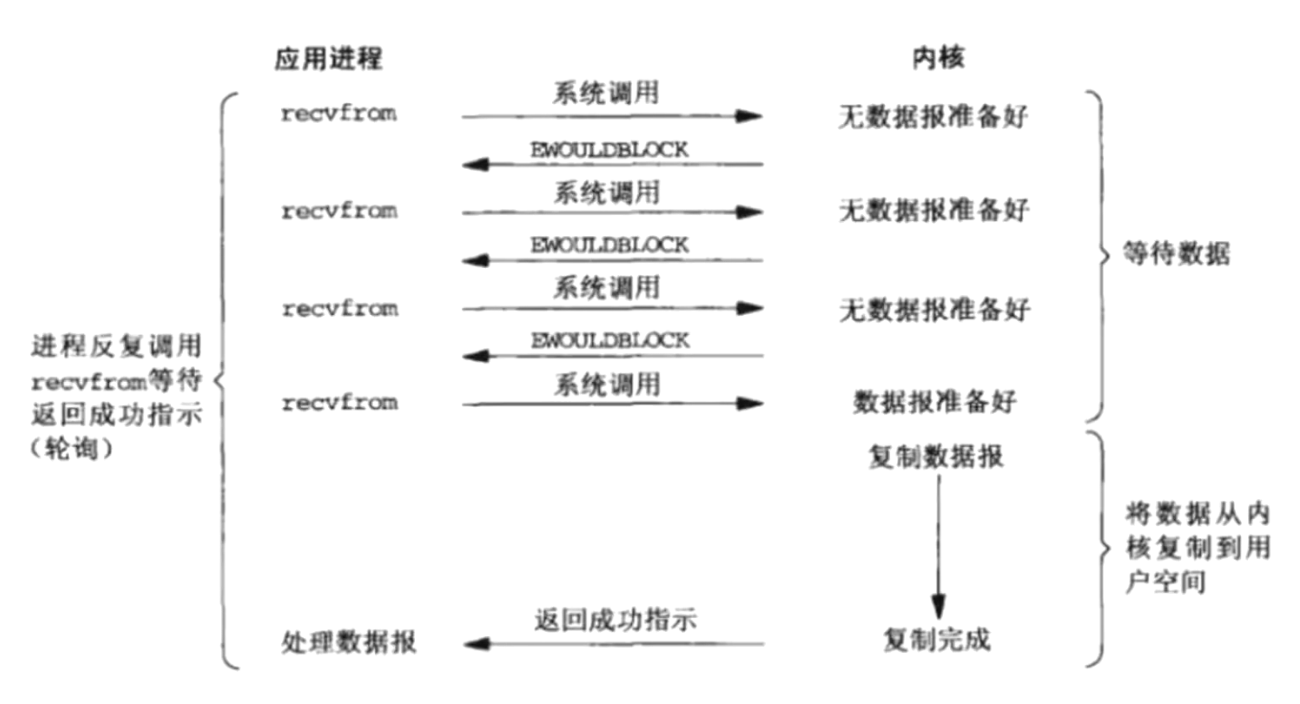 应用进程
内核
recvfrom
系统调用
无数据报准备好
EWOULDBLOCK
recvfrom
系统调用
无数据报准备好
EWOULDBLOCK
等待数据
recvfrom
系统调用
无数据报准备好
EWOULDBLOCK
进程反复调用
recvfrom等待
返回成功指示
(轮询)
recvfrom
系统调用
数据报准备好
复制数据报
将数据从内
核复制到用
户空间
处理数据报
返回成功指示
复制完成